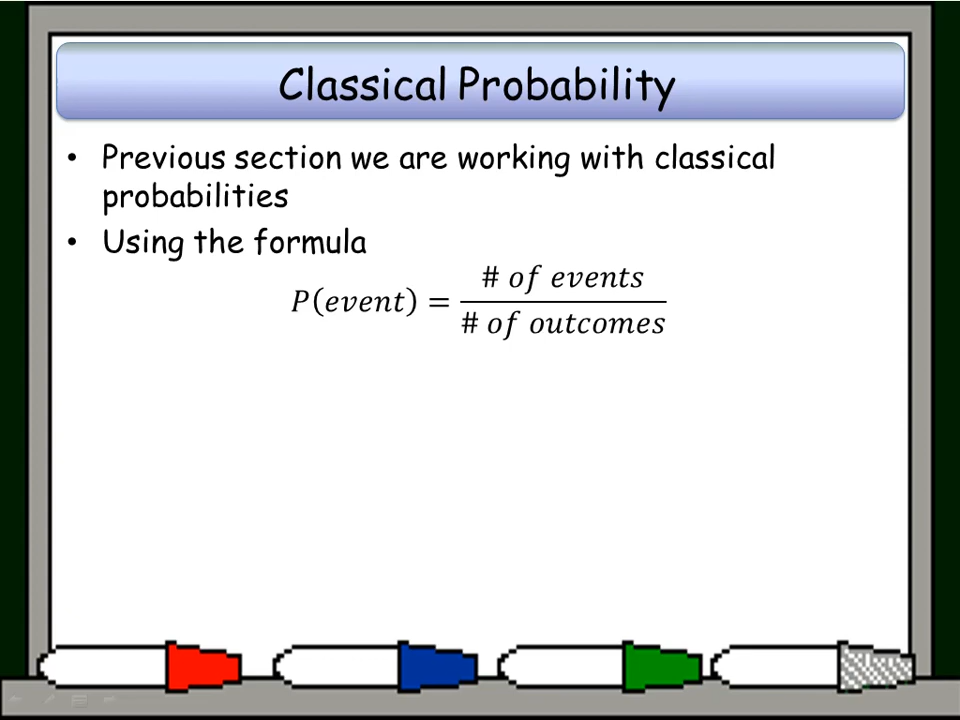 Classical Probability
• Previous section we are working with classical
probabilities
• Using the formula
P(event) = # of events / # of outcomes